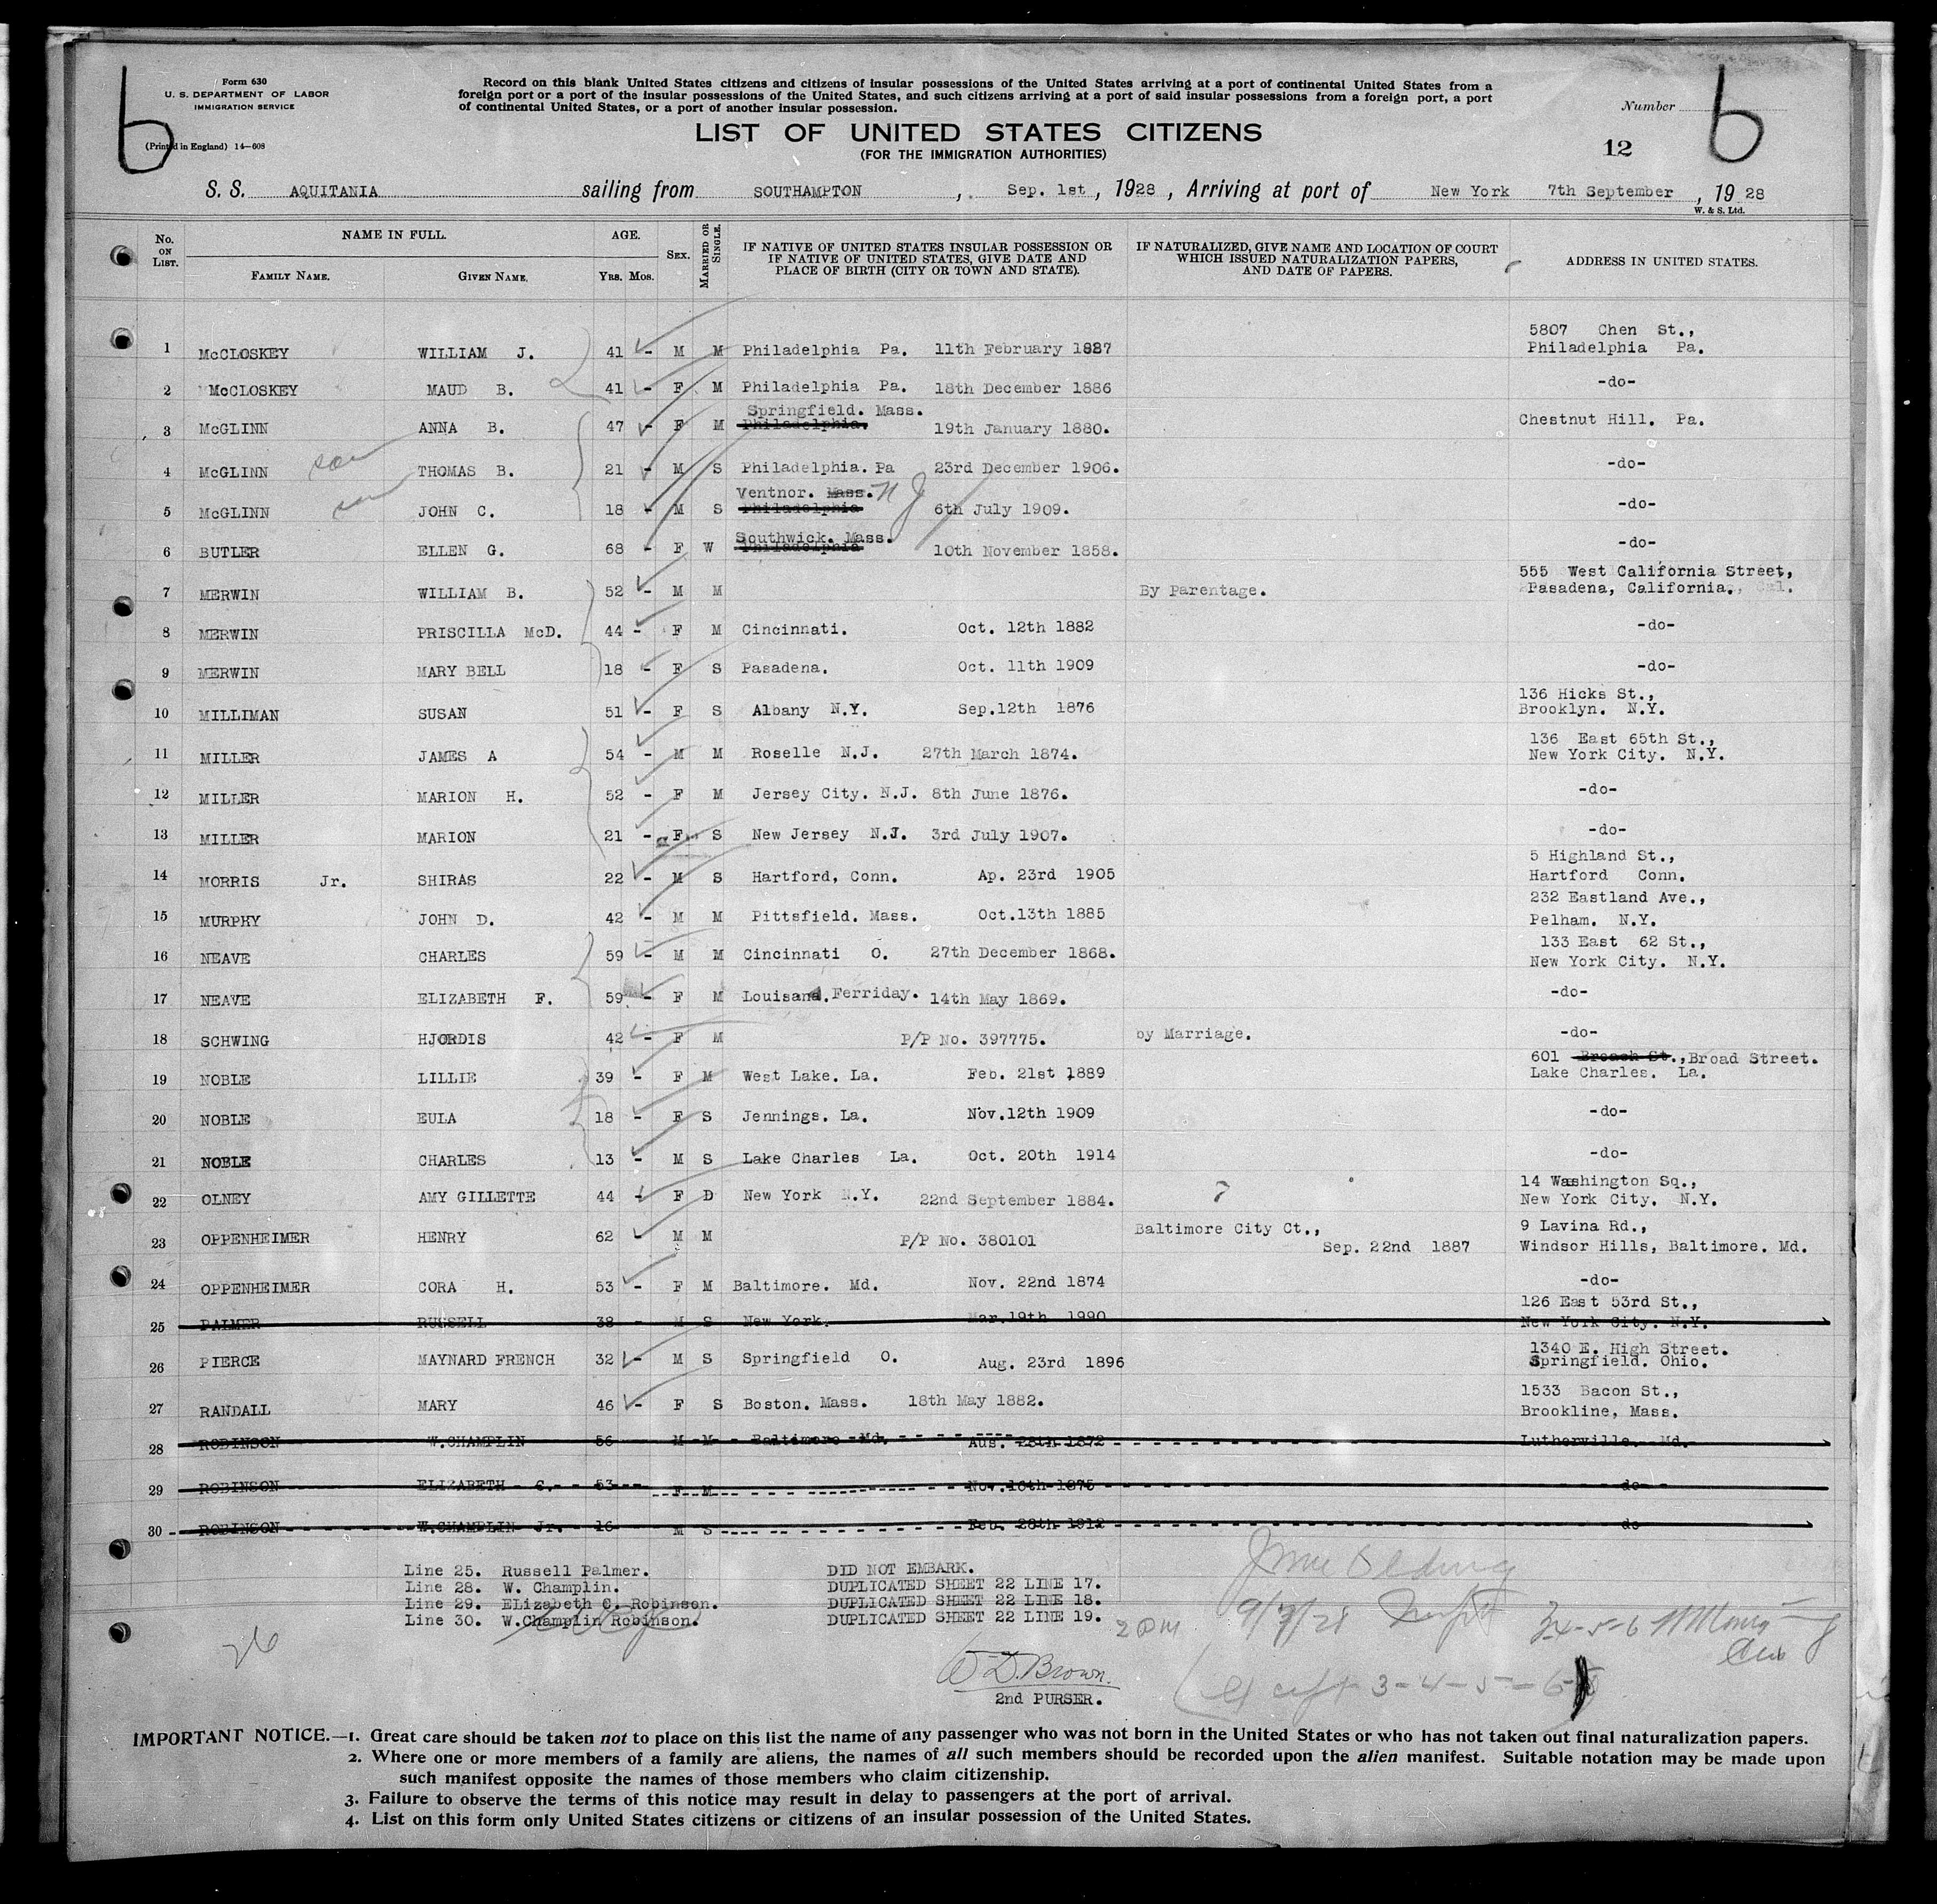 b
Form 630
U. S. DEPARTMENT OF LABOR
IMMIGRATION SERVICE
(Printed in England) 14—608
Record on this blank United States citizens and citizens of insular possessions of the United States arriving at a port of continental United States from a
foreign port or a port of the insular possessions of the United States, and such citizens arriving at a port of said insular possessions from a foreign port, a port
of continental United States, or a port of another insular possession.
LIST OF UNITED STATES CITIZENS
(FOR THE IMMIGRATION AUTHORITIES)
Number
b
12
S. S. AQUITANIA sailing from SOUTHAMPTON, Sep. 1st, 1928, Arriving at port of New York 7th September, 1928
W. & S. Ltd.
No. ON LIST. NAME IN FULL. FAMILY NAME. GIVEN NAME. AGE. YRS. MOS. SEX. MARRIED OR SINGLE. IF NATIVE OF UNITED STATES INSULAR POSSESSION OR IF NATIVE OF UNITED STATES, GIVE DATE AND PLACE OF BIRTH (CITY OR TOWN AND STATE). IF NATURALIZED, GIVE NAME AND LOCATION OF COURT WHICH ISSUED NATURALIZATION PAPERS, AND DATE OF PAPERS. ADDRESS IN UNITED STATES.
5807 Chen St.,
1 McCLOSKEY WILLIAM J. 41 - M M Philadelphia Pa. 11th February 1887 Philadelphia Pa.
2 McCLOSKEY MAUD B. 41 - F M Philadelphia Pa. 18th December 1886 -do-
Springfield. Mass.
3 McGLINN ANNA B. 47 - F M Philadelphia. 19th January 1880. Chestnut Hill. Pa.
4 McGLINN son THOMAS B. 21 - M S Philadelphia. Pa 23rd December 1906. -do-
Ventnor. Mass. N J
5 McGLINN son JOHN C. 18 - M S Philadelphia 6th July 1909. -do-
Southwick. Mass.
6 BUTLER ELLEN G. 68 - F W Philadelphia 10th November 1858. -do-
555 West California Street,
7 MERWIN WILLIAM B. 52 - M M By Parentage. Pasadena, California.
8 MERWIN PRISCILLA McD. 44 - F M Cincinnati. Oct. 12th 1882 -do-
9 MERWIN MARY BELL 18 - F S Pasadena. Oct. 11th 1909 -do-
136 Hicks St.,
10 MILLIMAN SUSAN 51 - F S Albany N.Y. Sep.12th 1876 Brooklyn. N.Y.
136 East 65th St.,
11 MILLER JAMES A 54 - M M Roselle N.J. 27th March 1874. New York City. N.Y.
12 MILLER MARION H. 52 - F M Jersey City. N.J. 8th June 1876. -do-
13 MILLER MARION 21 - F S New Jersey N.J. 3rd July 1907. -do-
5 Highland St.,
14 MORRIS Jr. SHIRAS 22 - M S Hartford, Conn. Ap. 23rd 1905 Hartford Conn.
232 Eastland Ave.,
15 MURPHY JOHN D. 42 - M M Pittsfield. Mass. Oct.13th 1885 Pelham. N.Y.
133 East 62 St.,
16 NEAVE CHARLES 59 - M M Cincinnati O. 27th December 1868. New York City. N.Y.
17 NEAVE ELIZABETH F. 59 - F M Louisana. Ferriday. 14th May 1869. -do-
18 SCHWING HJORDIS 42 - F M P/P No. 397775. by Marriage. -do-
601 Broach St., Broad Street.
19 NOBLE LILLIE 39 - F M West Lake. La. Feb. 21st 1889 Lake Charles. La.
20 NOBLE EULA 18 - F S Jennings. La. Nov.12th 1909 -do-
21 NOBLE CHARLES 13 - M S Lake Charles La. Oct. 20th 1914 -do-
14 Washington Sq.,
22 OLNEY AMY GILLETTE 44 - F D New York N.Y. 22nd September 1884. New York City. N.Y.
Baltimore City Ct., 9 Lavina Rd.,
23 OPPENHEIMER HENRY 62 - M M P/P No. 380101 Sep. 22nd 1887 Windsor Hills, Baltimore. Md.
24 OPPENHEIMER CORA H. 53 - F M Baltimore. Md. Nov. 22nd 1874 -do-
126 East 53rd St.,
25 PALMER RUSSELL 38 - M S New York. Mar.19th 1990 New York City. N.Y.
1340 E. High Street.
26 PIERCE MAYNARD FRENCH 32 - M S Springfield O. Aug. 23rd 1896 Springfield. Ohio.
1533 Bacon St.,
27 RANDALL MARY 46 - F S Boston. Mass. 18th May 1882. Brookline, Mass.
28 ROBINSON W.CHAMPLIN 56 M M Baltimore Md. Aug. 28th 1872 Lutherville. Md.
29 ROBINSON ELIZABETH C. 53 F M Nov.10th 1875 do
30 ROBINSON W.CHAMPLIN Jr. 16 M S Feb. 28th 1912 do
Line 25. Russell Palmer. DID NOT EMBARK.
Line 28. W. Champlin. DUPLICATED SHEET 22 LINE 17.
Line 29. ELizabeth C. Robinson. DUPLICATED SHEET 22 LINE 18.
Line 30. W.Champlin Robinson. DUPLICATED SHEET 22 LINE 19.
2 PM 9/7/28 3-4-5-6
26
W D. Brown.
2nd PURSER.
3-4-5-6
IMPORTANT NOTICE.—1. Great care should be taken not to place on this list the name of any passenger who was not born in the United States or who has not taken out final naturalization papers.
2. Where one or more members of a family are aliens, the names of all such members should be recorded upon the alien manifest. Suitable notation may be made upon
such manifest opposite the names of those members who claim citizenship.
3. Failure to observe the terms of this notice may result in delay to passengers at the port of arrival.
4. List on this form only United States citizens or citizens of an insular possession of the United States.